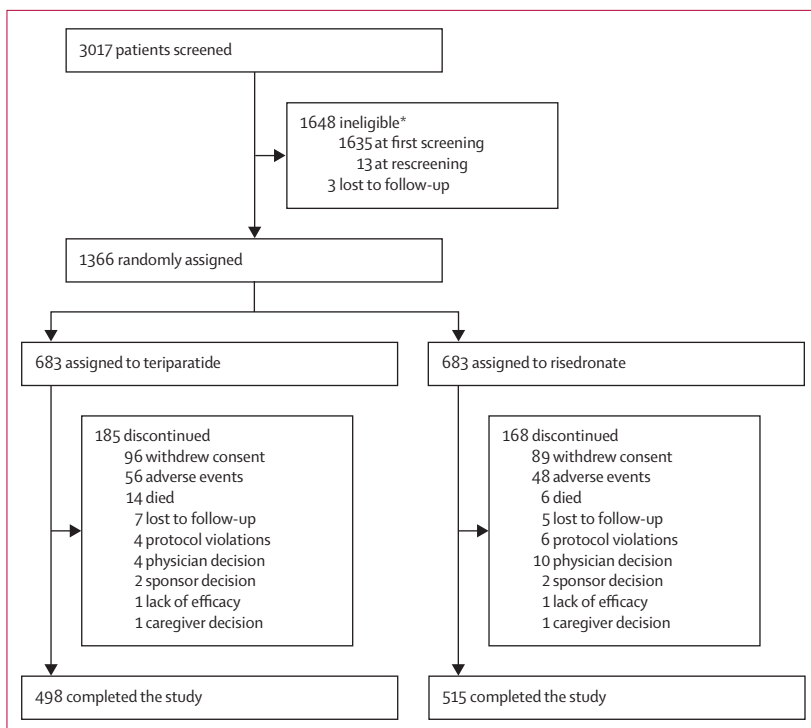 3017 patients screened
1648 ineligible*
1635 at first screening
13 at rescreening
3 lost to follow-up
1366 randomly assigned
683 assigned to teriparatide
683 assigned to risedronate
185 discontinued
96 withdrew consent
56 adverse events
14 died
7 lost to follow-up
4 protocol violations
4 physician decision
2 sponsor decision
1 lack of efficacy
1 caregiver decision
168 discontinued
89 withdrew consent
48 adverse events
6 died
5 lost to follow-up
6 protocol violations
10 physician decision
2 sponsor decision
1 lack of efficacy
1 caregiver decision
498 completed the study
515 completed the study